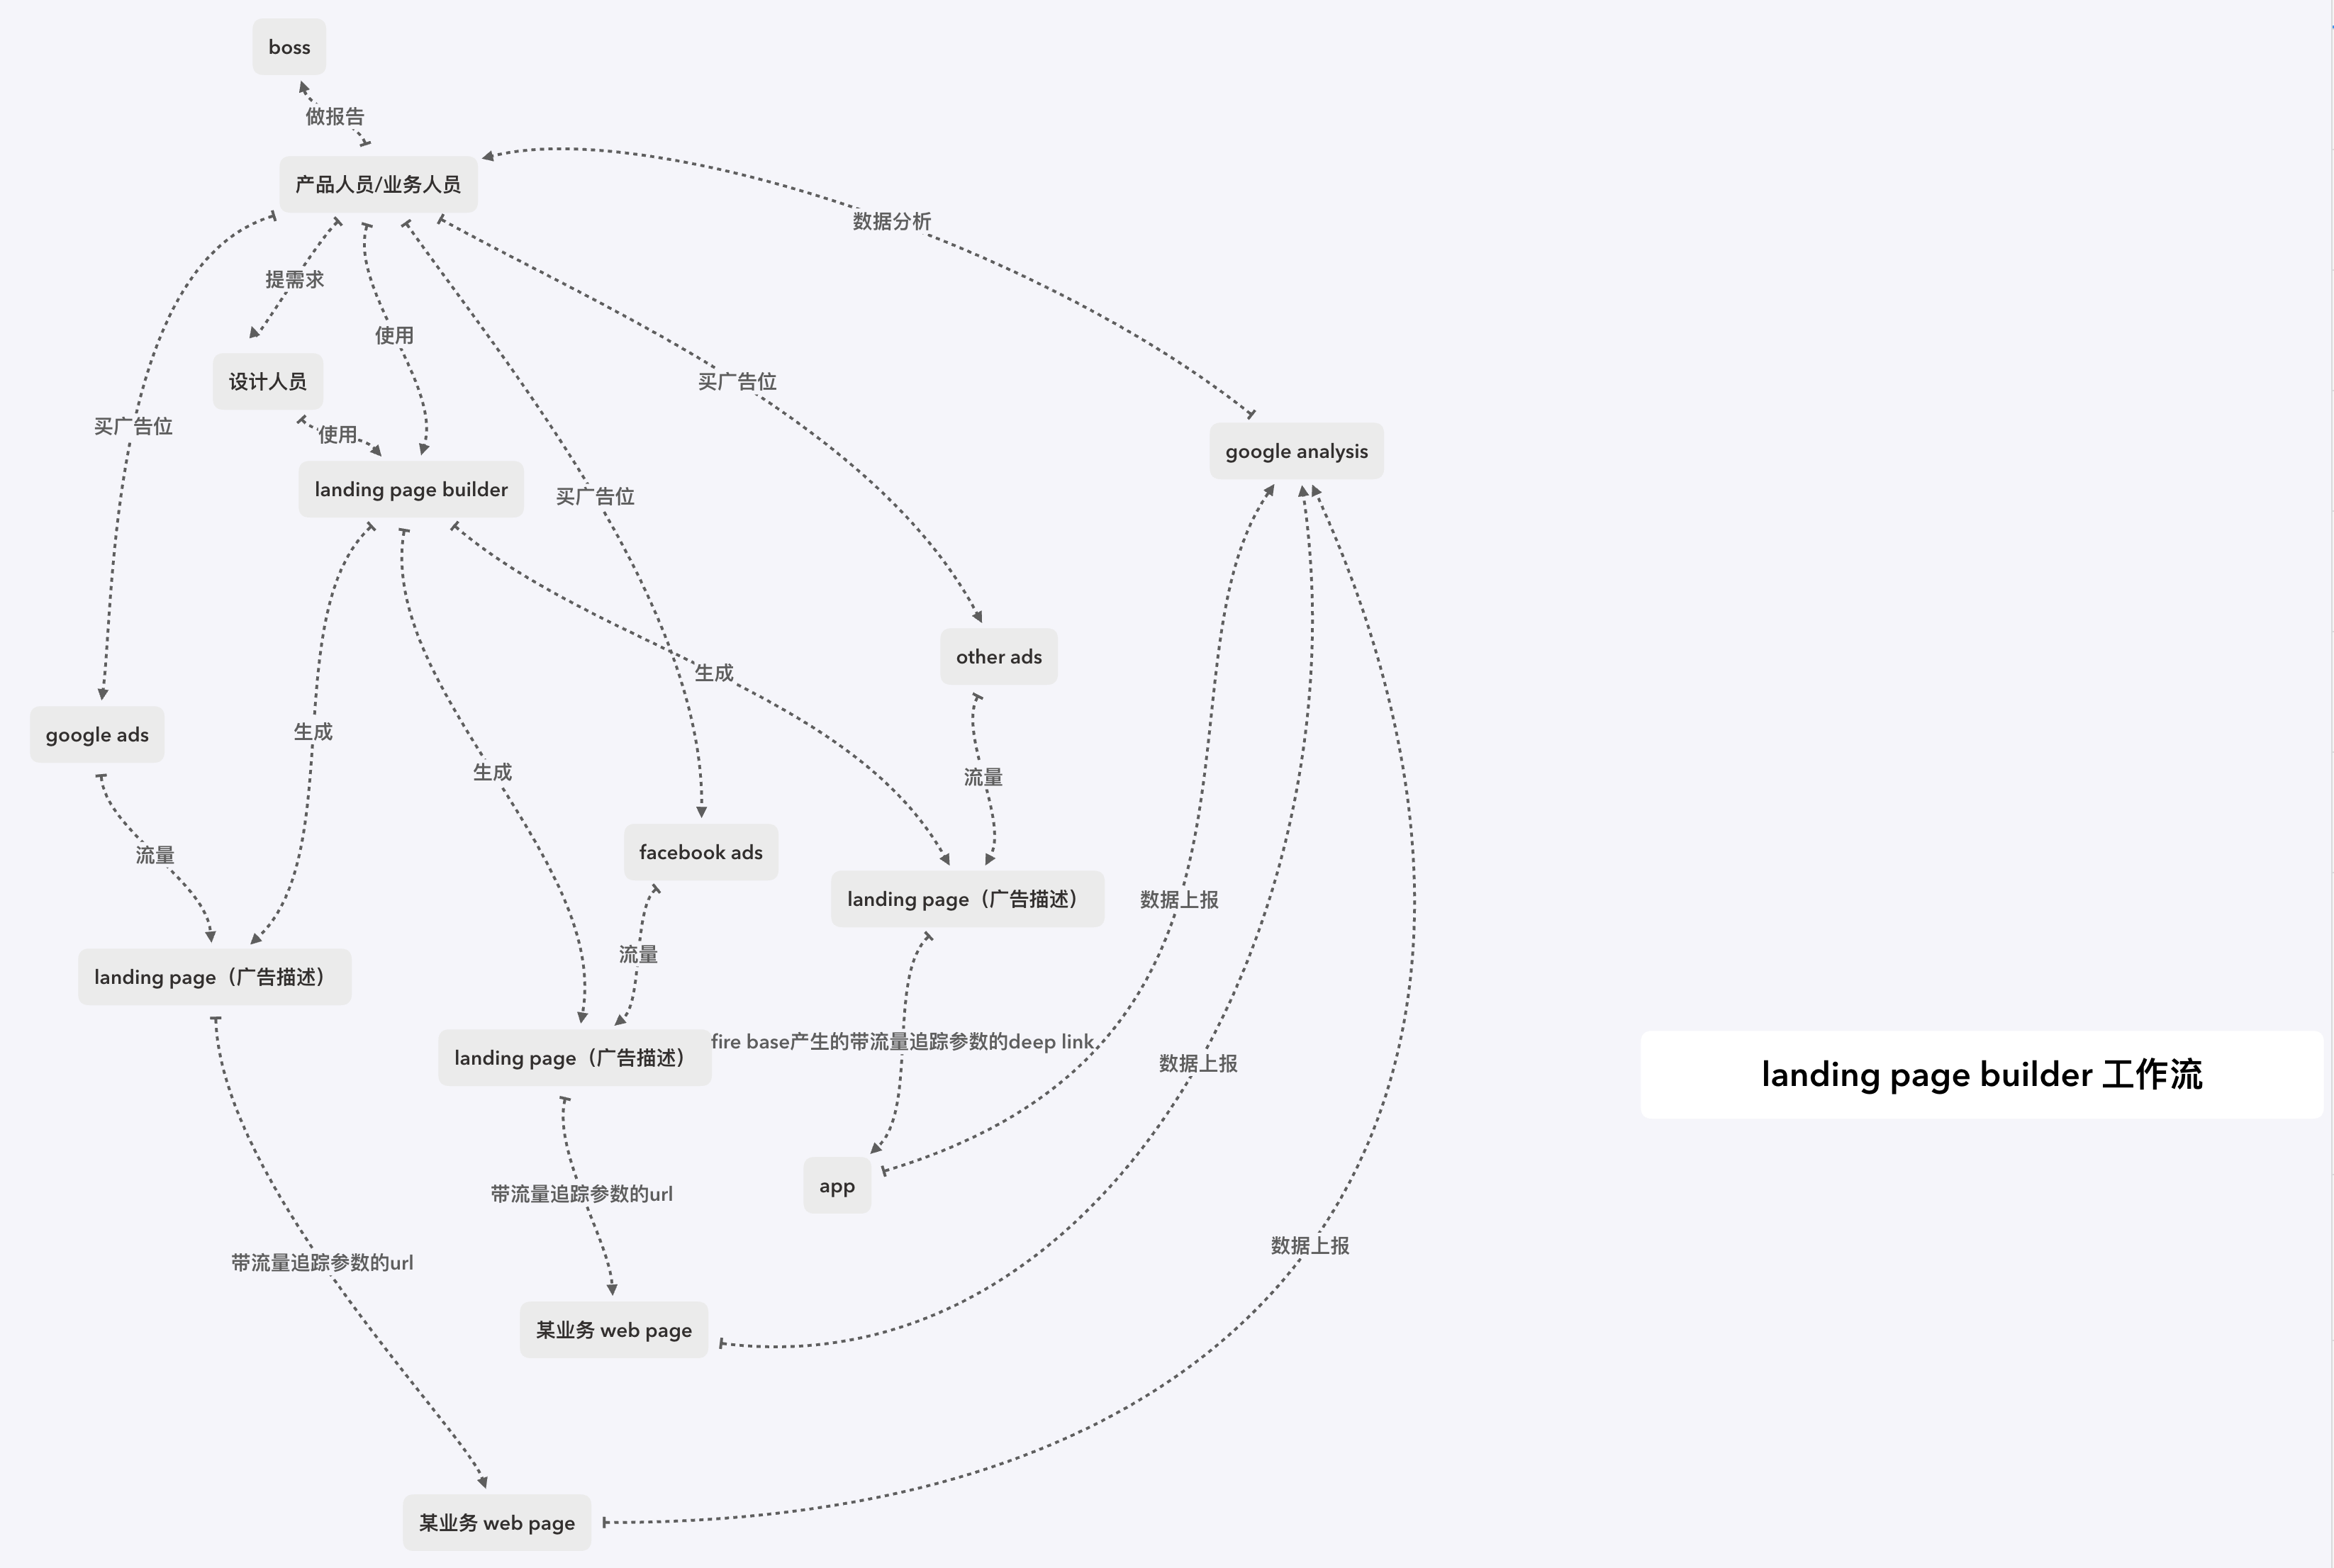 boss
做报告
产品人员/业务人员
数据分析
提需求
使用
设计人员
买广告位
买广告位
使用
google analysis
landing page builder
买广告位
other ads
生成
google ads
生成
生成
流量
facebook ads
流量
landing page（广告描述）
数据上报
流量
landing page（广告描述）
fire base产生的带流量追踪参数的deep link
landing page（广告描述）
数据上报
landing page builder 工作流
app
带流量追踪参数的url
数据上报
带流量追踪参数的url
某业务 web page
某业务 web page